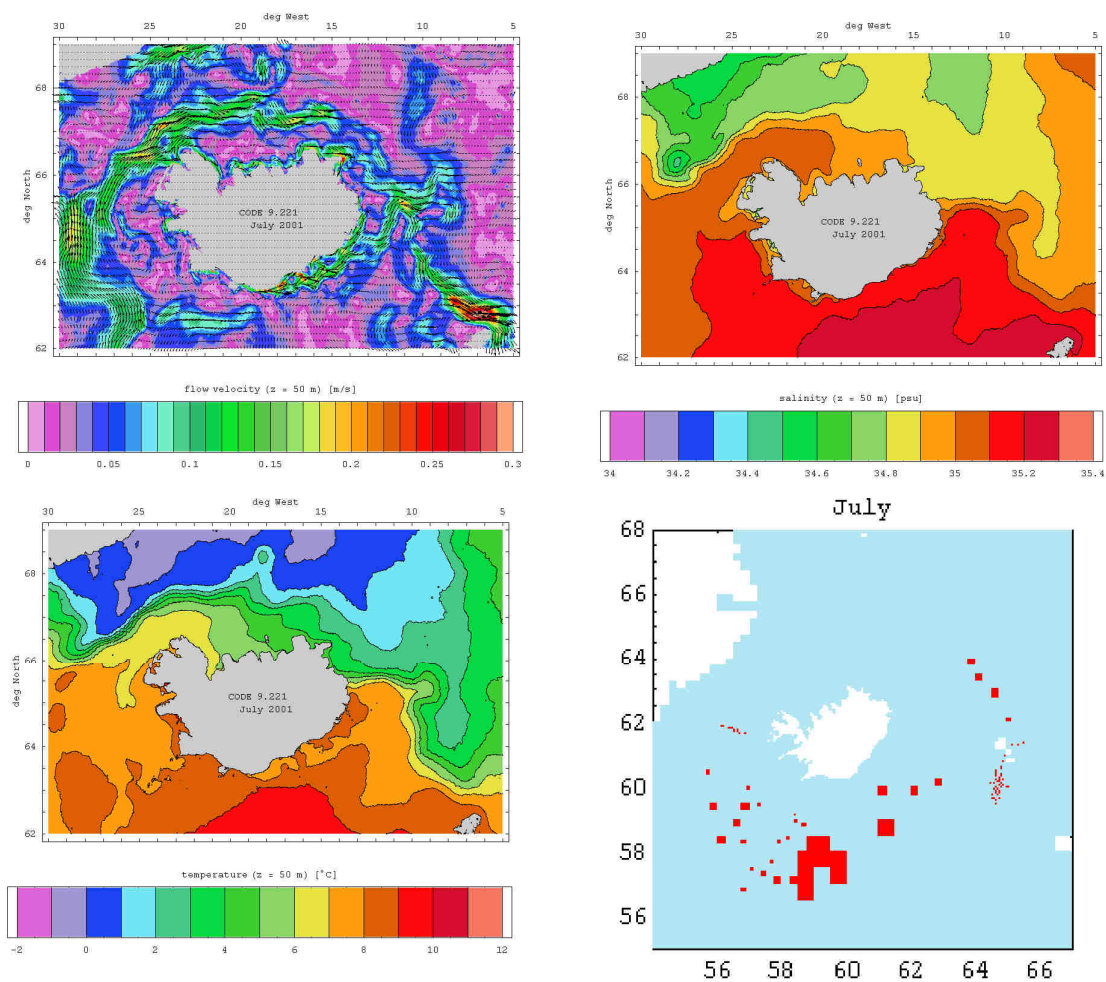 deg West
30 25 20 15 10 5
68
66
64
62
deg North
CODE 9.221
July 2001
flow velocity (z = 50 m) [m/s]
0 0.05 0.1 0.15 0.2 0.25 0.3
deg West
30 25 20 15 10 5
68
66
64
62
deg North
CODE 9.221
July 2001
salinity (z = 50 m) [psu]
34 34.2 34.4 34.6 34.8 35 35.2 35.4
deg West
30 25 20 15 10 5
68
66
64
62
deg North
CODE 9.221
July 2001
temperature (z = 50 m) [°C]
-2 0 2 4 6 8 10 12
July
68
66
64
62
60
58
56
56 58 60 62 64 66